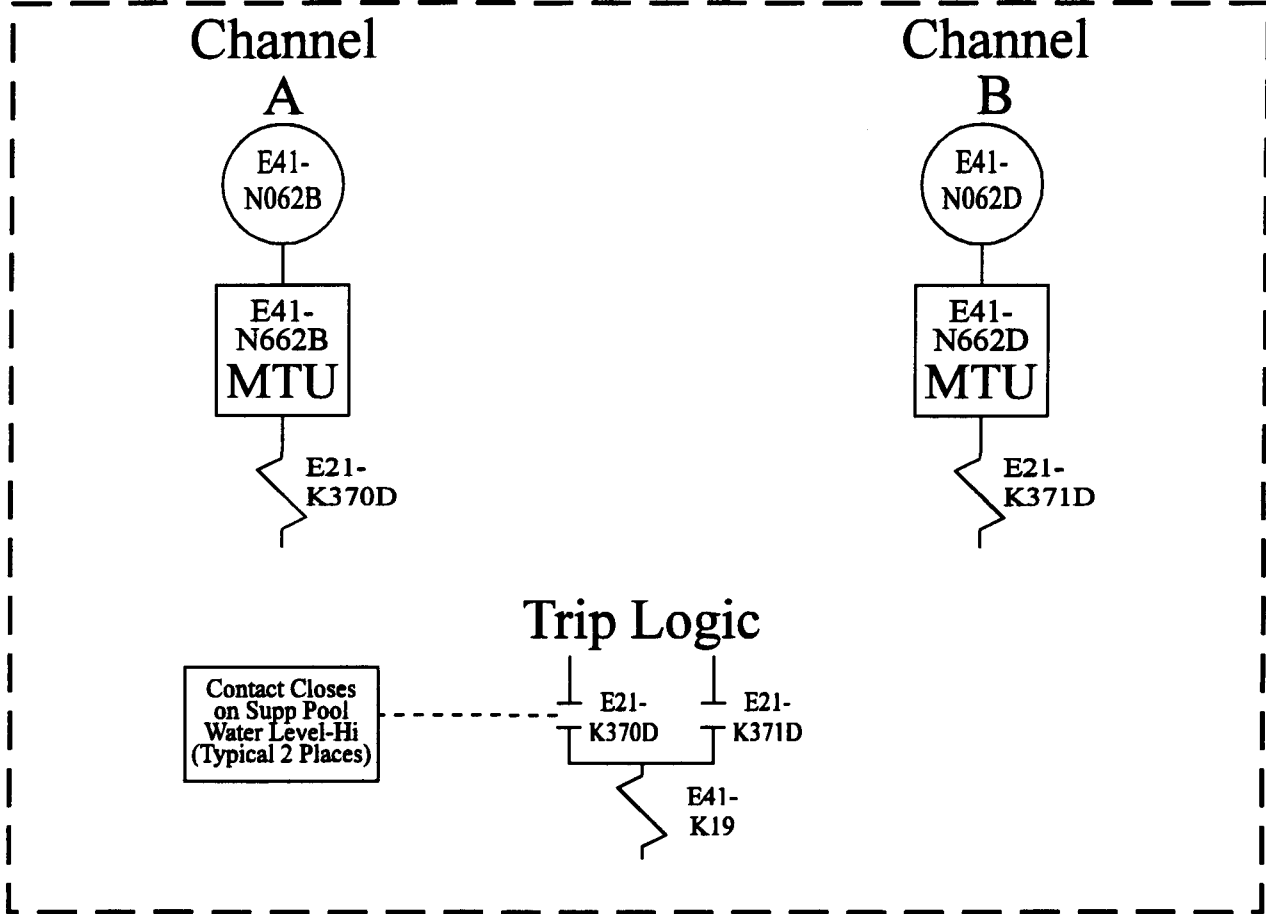 Channel
A
E41-
N062B
E41-
N662B
MTU
E21-
K370D
Channel
B
E41-
N062D
E41-
N662D
MTU
E21-
K371D
Trip Logic
Contact Closes
on Supp Pool
Water Level-Hi
(Typical 2 Places)
E21-
K370D
E21-
K371D
E41-
K19